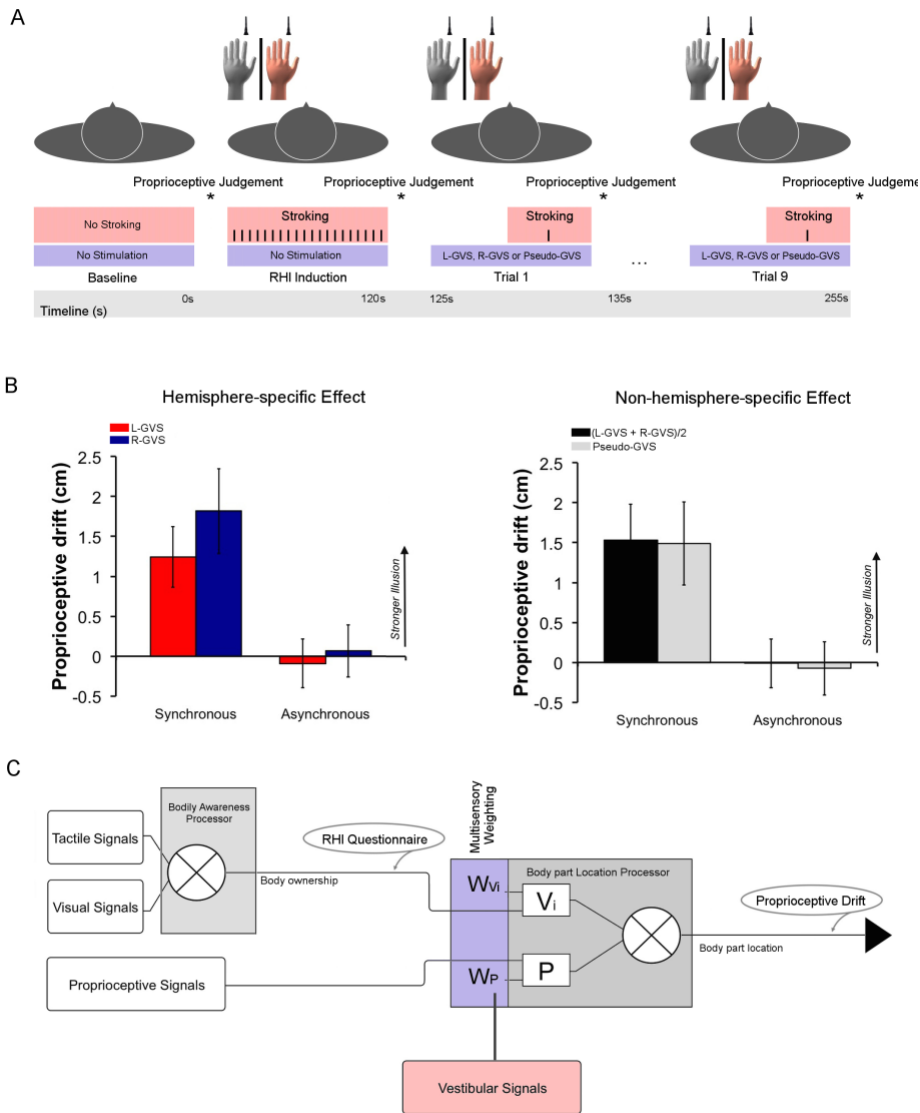 A
Proprioceptive Judgement
*
Proprioceptive Judgement
*
Proprioceptive Judgement
*
Proprioceptive Judgeme
*
No Stroking
Stroking
Stroking
Stroking
No Stimulation
No Stimulation
L-GVS, R-GVS or Pseudo-GVS
...
L-GVS, R-GVS or Pseudo-GVS
Baseline
RHI Induction
Trial 1
Trial 9
0s
120s
125s
135s
255s
Timeline (s)
B
Hemisphere-specific Effect
L-GVS
R-GVS
Proprioceptive drift (cm)
2.5
2
1.5
1
0.5
0
-0.5
Synchronous
Asynchronous
Stronger Illusion
Non-hemisphere-specific Effect
(L-GVS + R-GVS)/2
Pseudo-GVS
Proprioceptive drift (cm)
2.5
2
1.5
1
0.5
0
-0.5
Synchronous
Asynchronous
Stronger Illusion
C
Tactile Signals
Visual Signals
Proprioceptive Signals
Bodily Awareness
Processor
Body ownership
RHI Questionnaire
Multisensory
Weighting
WVi
WP
Body part Location Processor
Vi
P
Body part location
Proprioceptive Drift
Vestibular Signals